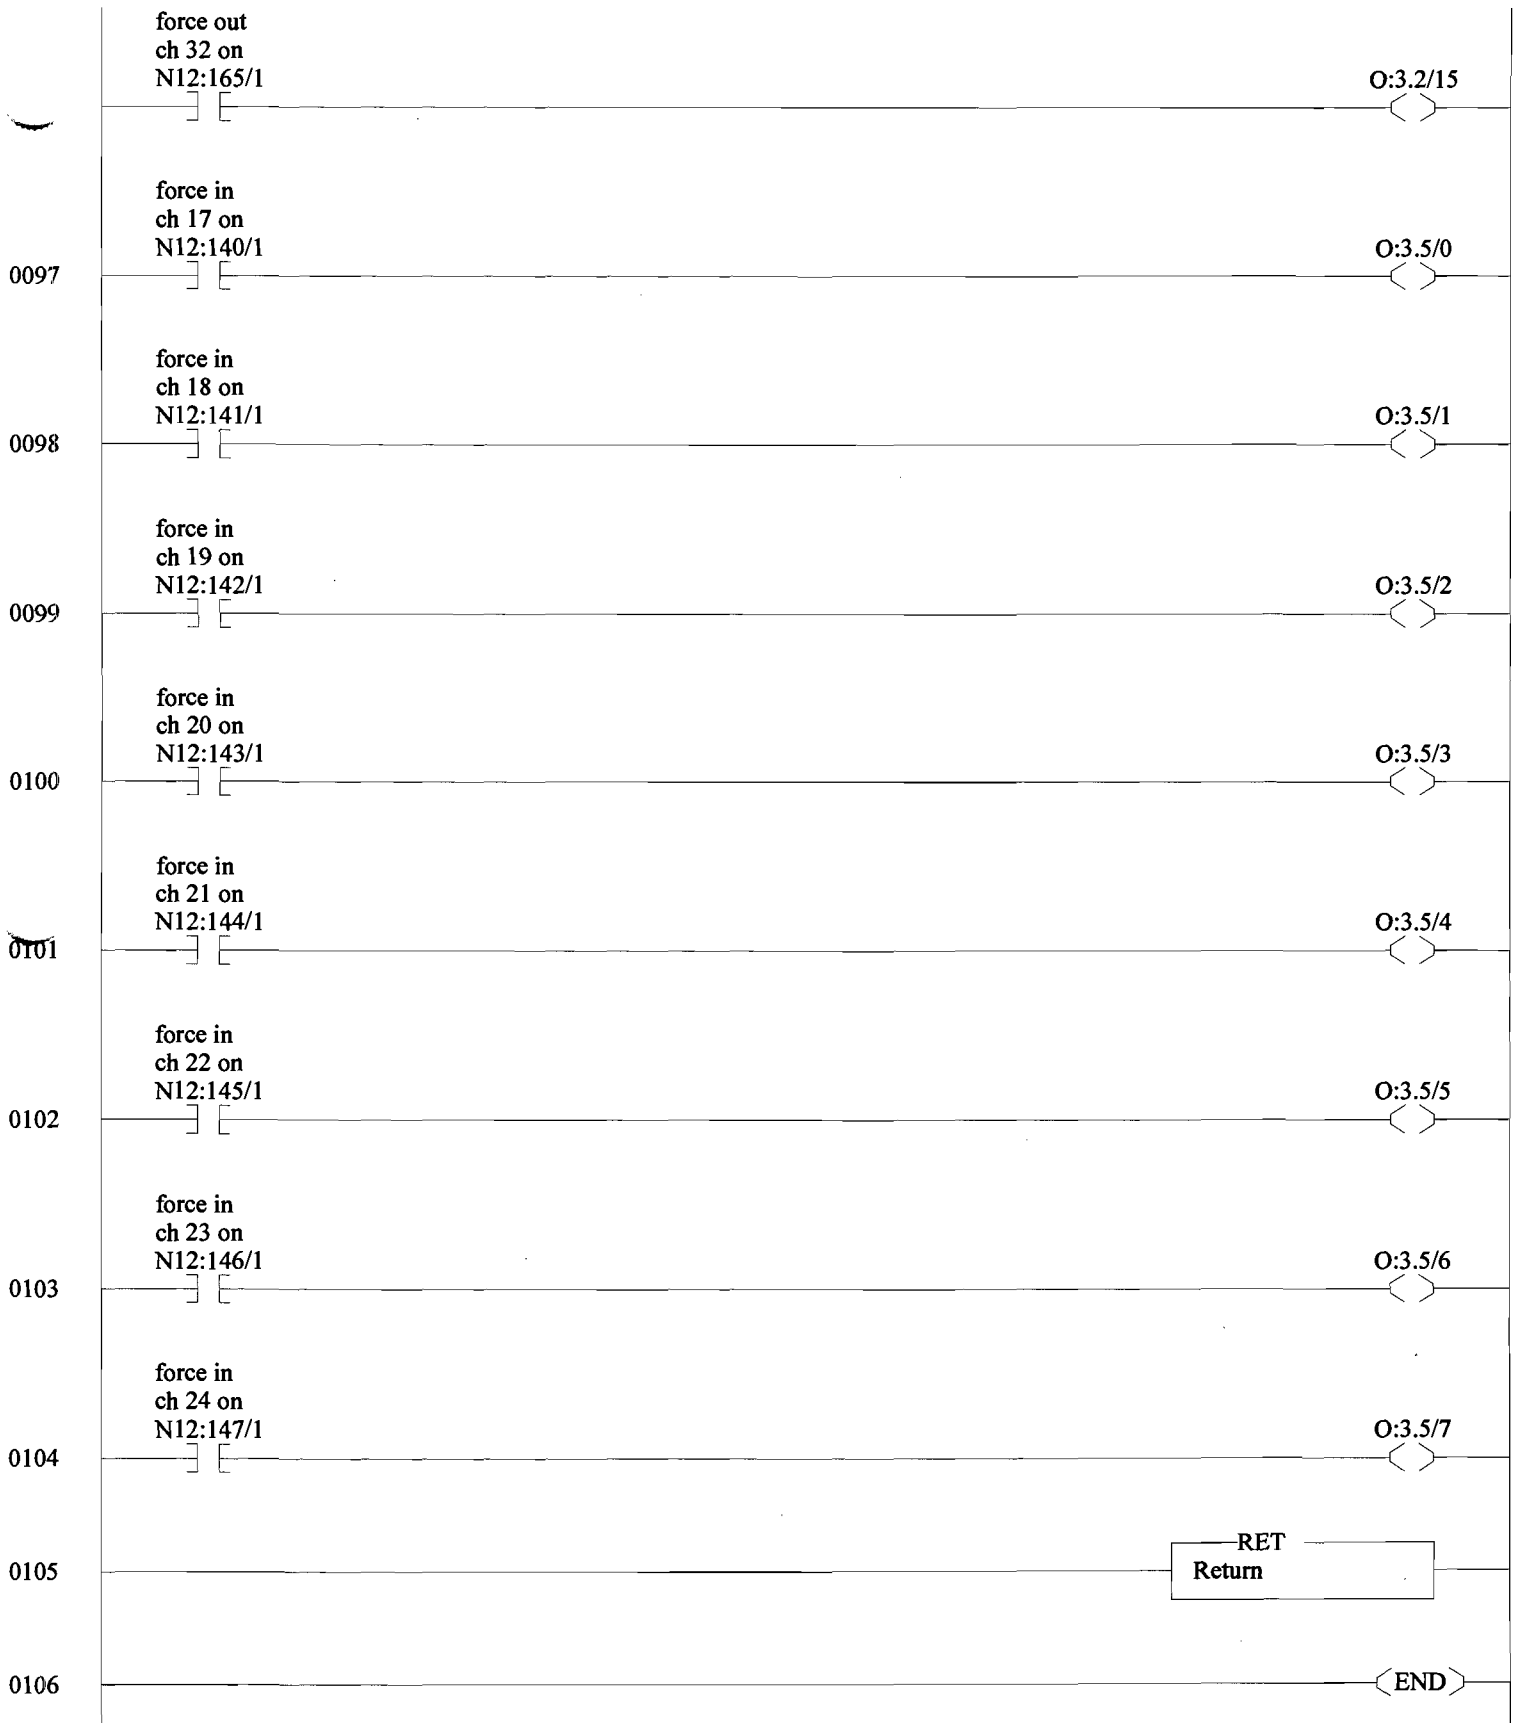 force out
ch 32 on
N12:165/1
O:3.2/15
force in
ch 17 on
N12:140/1
O:3.5/0
0097
force in
ch 18 on
N12:141/1
O:3.5/1
0098
force in
ch 19 on
N12:142/1
O:3.5/2
0099
force in
ch 20 on
N12:143/1
O:3.5/3
0100
force in
ch 21 on
N12:144/1
O:3.5/4
0101
force in
ch 22 on
N12:145/1
O:3.5/5
0102
force in
ch 23 on
N12:146/1
O:3.5/6
0103
force in
ch 24 on
N12:147/1
O:3.5/7
0104
RET
0105
Return
0106
END